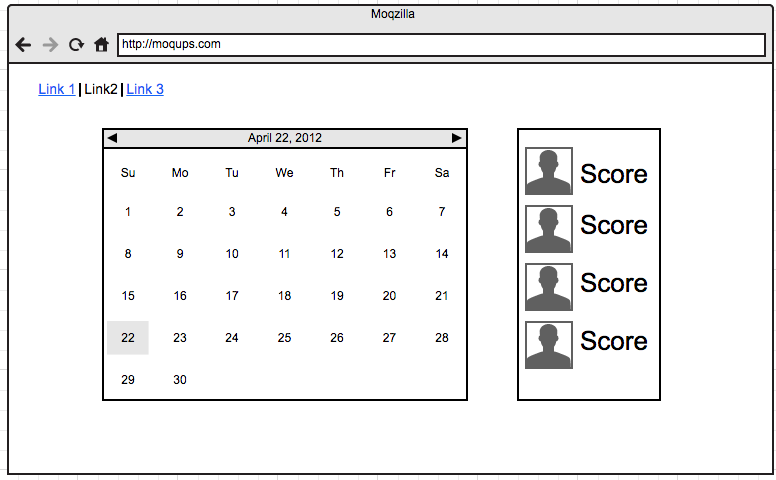 Moqzilla
http://moqups.com
Link 1 | Link2 | Link 3
April 22, 2012
Su Mo Tu We Th Fr Sa
1 2 3 4 5 6 7
8 9 10 11 12 13 14
15 16 17 18 19 20 21
22 23 24 25 26 27 28
29 30
Score
Score
Score
Score